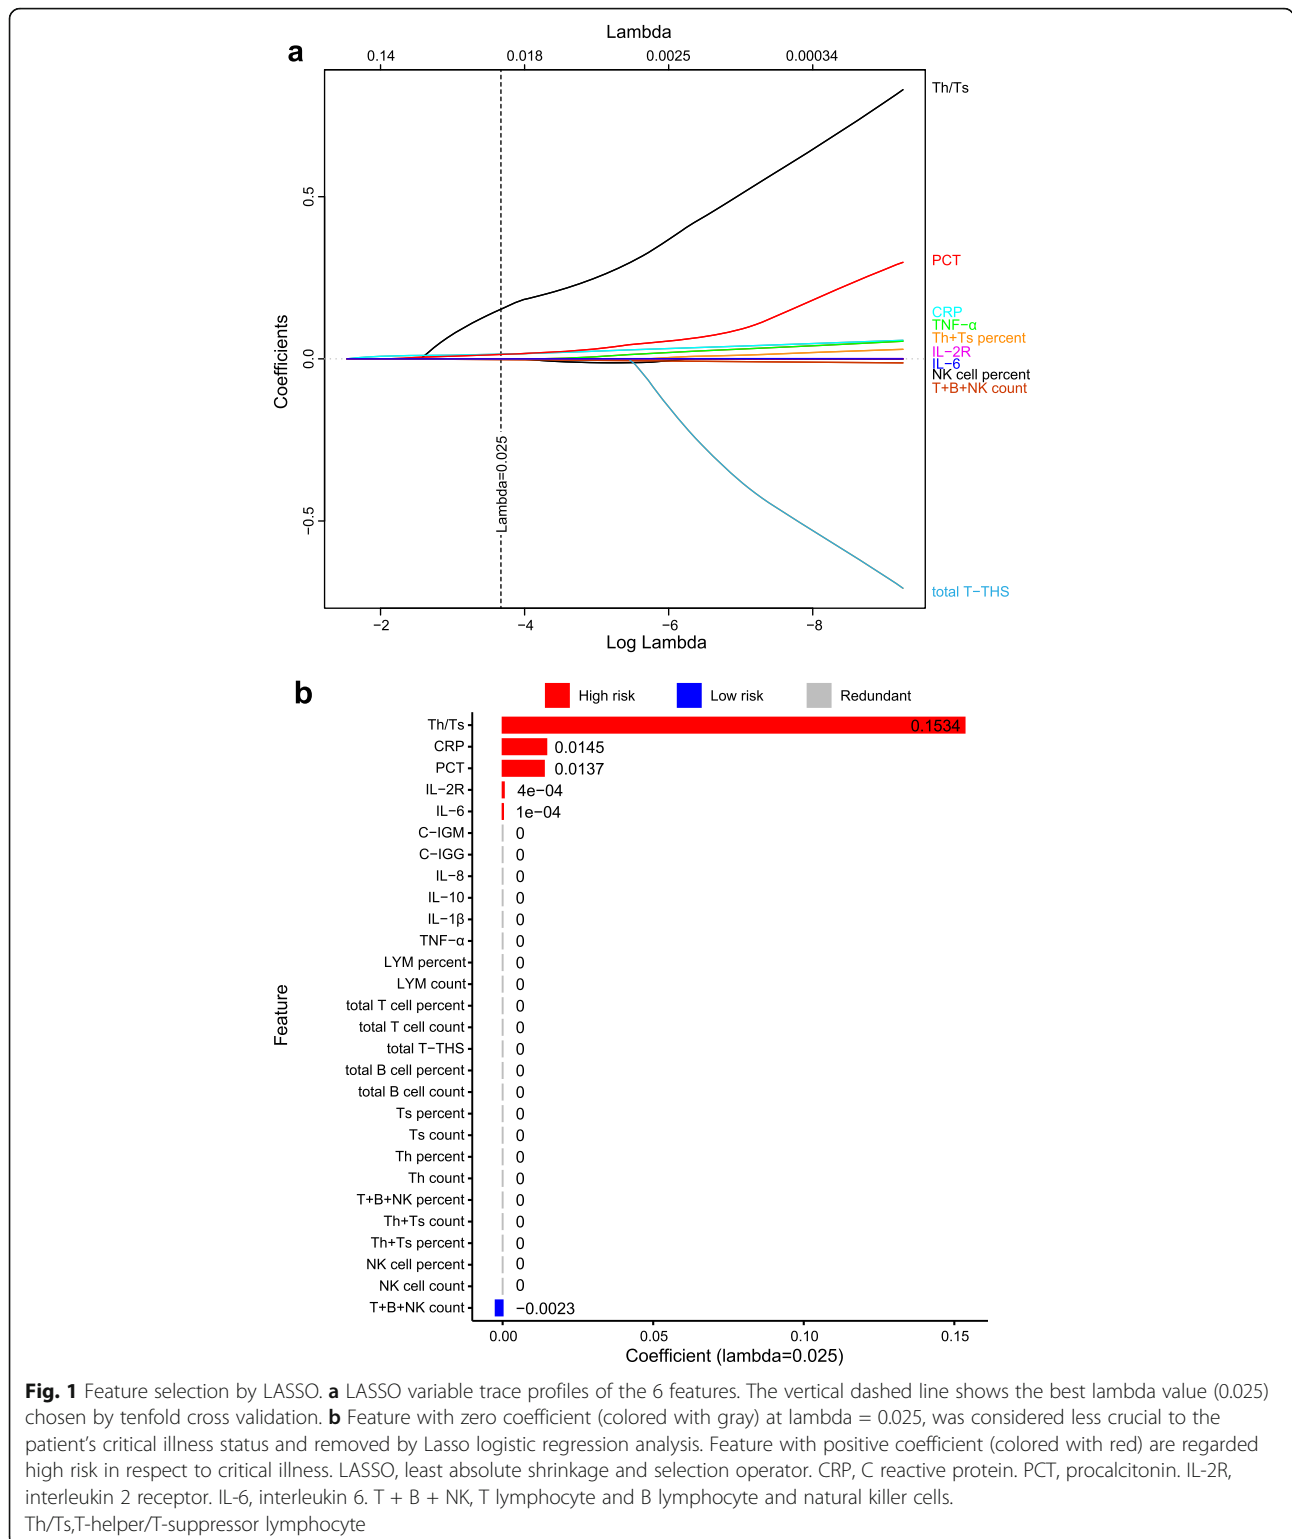 a
Lambda
0.14 0.018 0.0025 0.00034
Th/Ts
PCT
CRP
TNF−α
Th+Ts percent
IL−2R
IL−6
NK cell percent
T+B+NK count
total T−THS
Coefficients
0.5
0.0
−0.5
Lambda=0.025
−2 −4 −6 −8
Log Lambda
b
High risk Low risk Redundant
Th/Ts 0.1534
CRP 0.0145
PCT 0.0137
IL−2R 4e−04
IL−6 1e−04
C−IGM 0
C−IGG 0
IL−8 0
IL−10 0
IL−1β 0
TNF−α 0
LYM percent 0
LYM count 0
total T cell percent 0
total T cell count 0
total T−THS 0
total B cell percent 0
total B cell count 0
Ts percent 0
Ts count 0
Th percent 0
Th count 0
T+B+NK percent 0
Th+Ts count 0
Th+Ts percent 0
NK cell percent 0
NK cell count 0
T+B+NK count −0.0023
Feature
0.00 0.05 0.10 0.15
Coefficient (lambda=0.025)
Fig. 1 Feature selection by LASSO. a LASSO variable trace profiles of the 6 features. The vertical dashed line shows the best lambda value (0.025)
chosen by tenfold cross validation. b Feature with zero coefficient (colored with gray) at lambda = 0.025, was considered less crucial to the
patient's critical illness status and removed by Lasso logistic regression analysis. Feature with positive coefficient (colored with red) are regarded
high risk in respect to critical illness. LASSO, least absolute shrinkage and selection operator. CRP, C reactive protein. PCT, procalcitonin. IL-2R,
interleukin 2 receptor. IL-6, interleukin 6. T + B + NK, T lymphocyte and B lymphocyte and natural killer cells.
Th/Ts,T-helper/T-suppressor lymphocyte